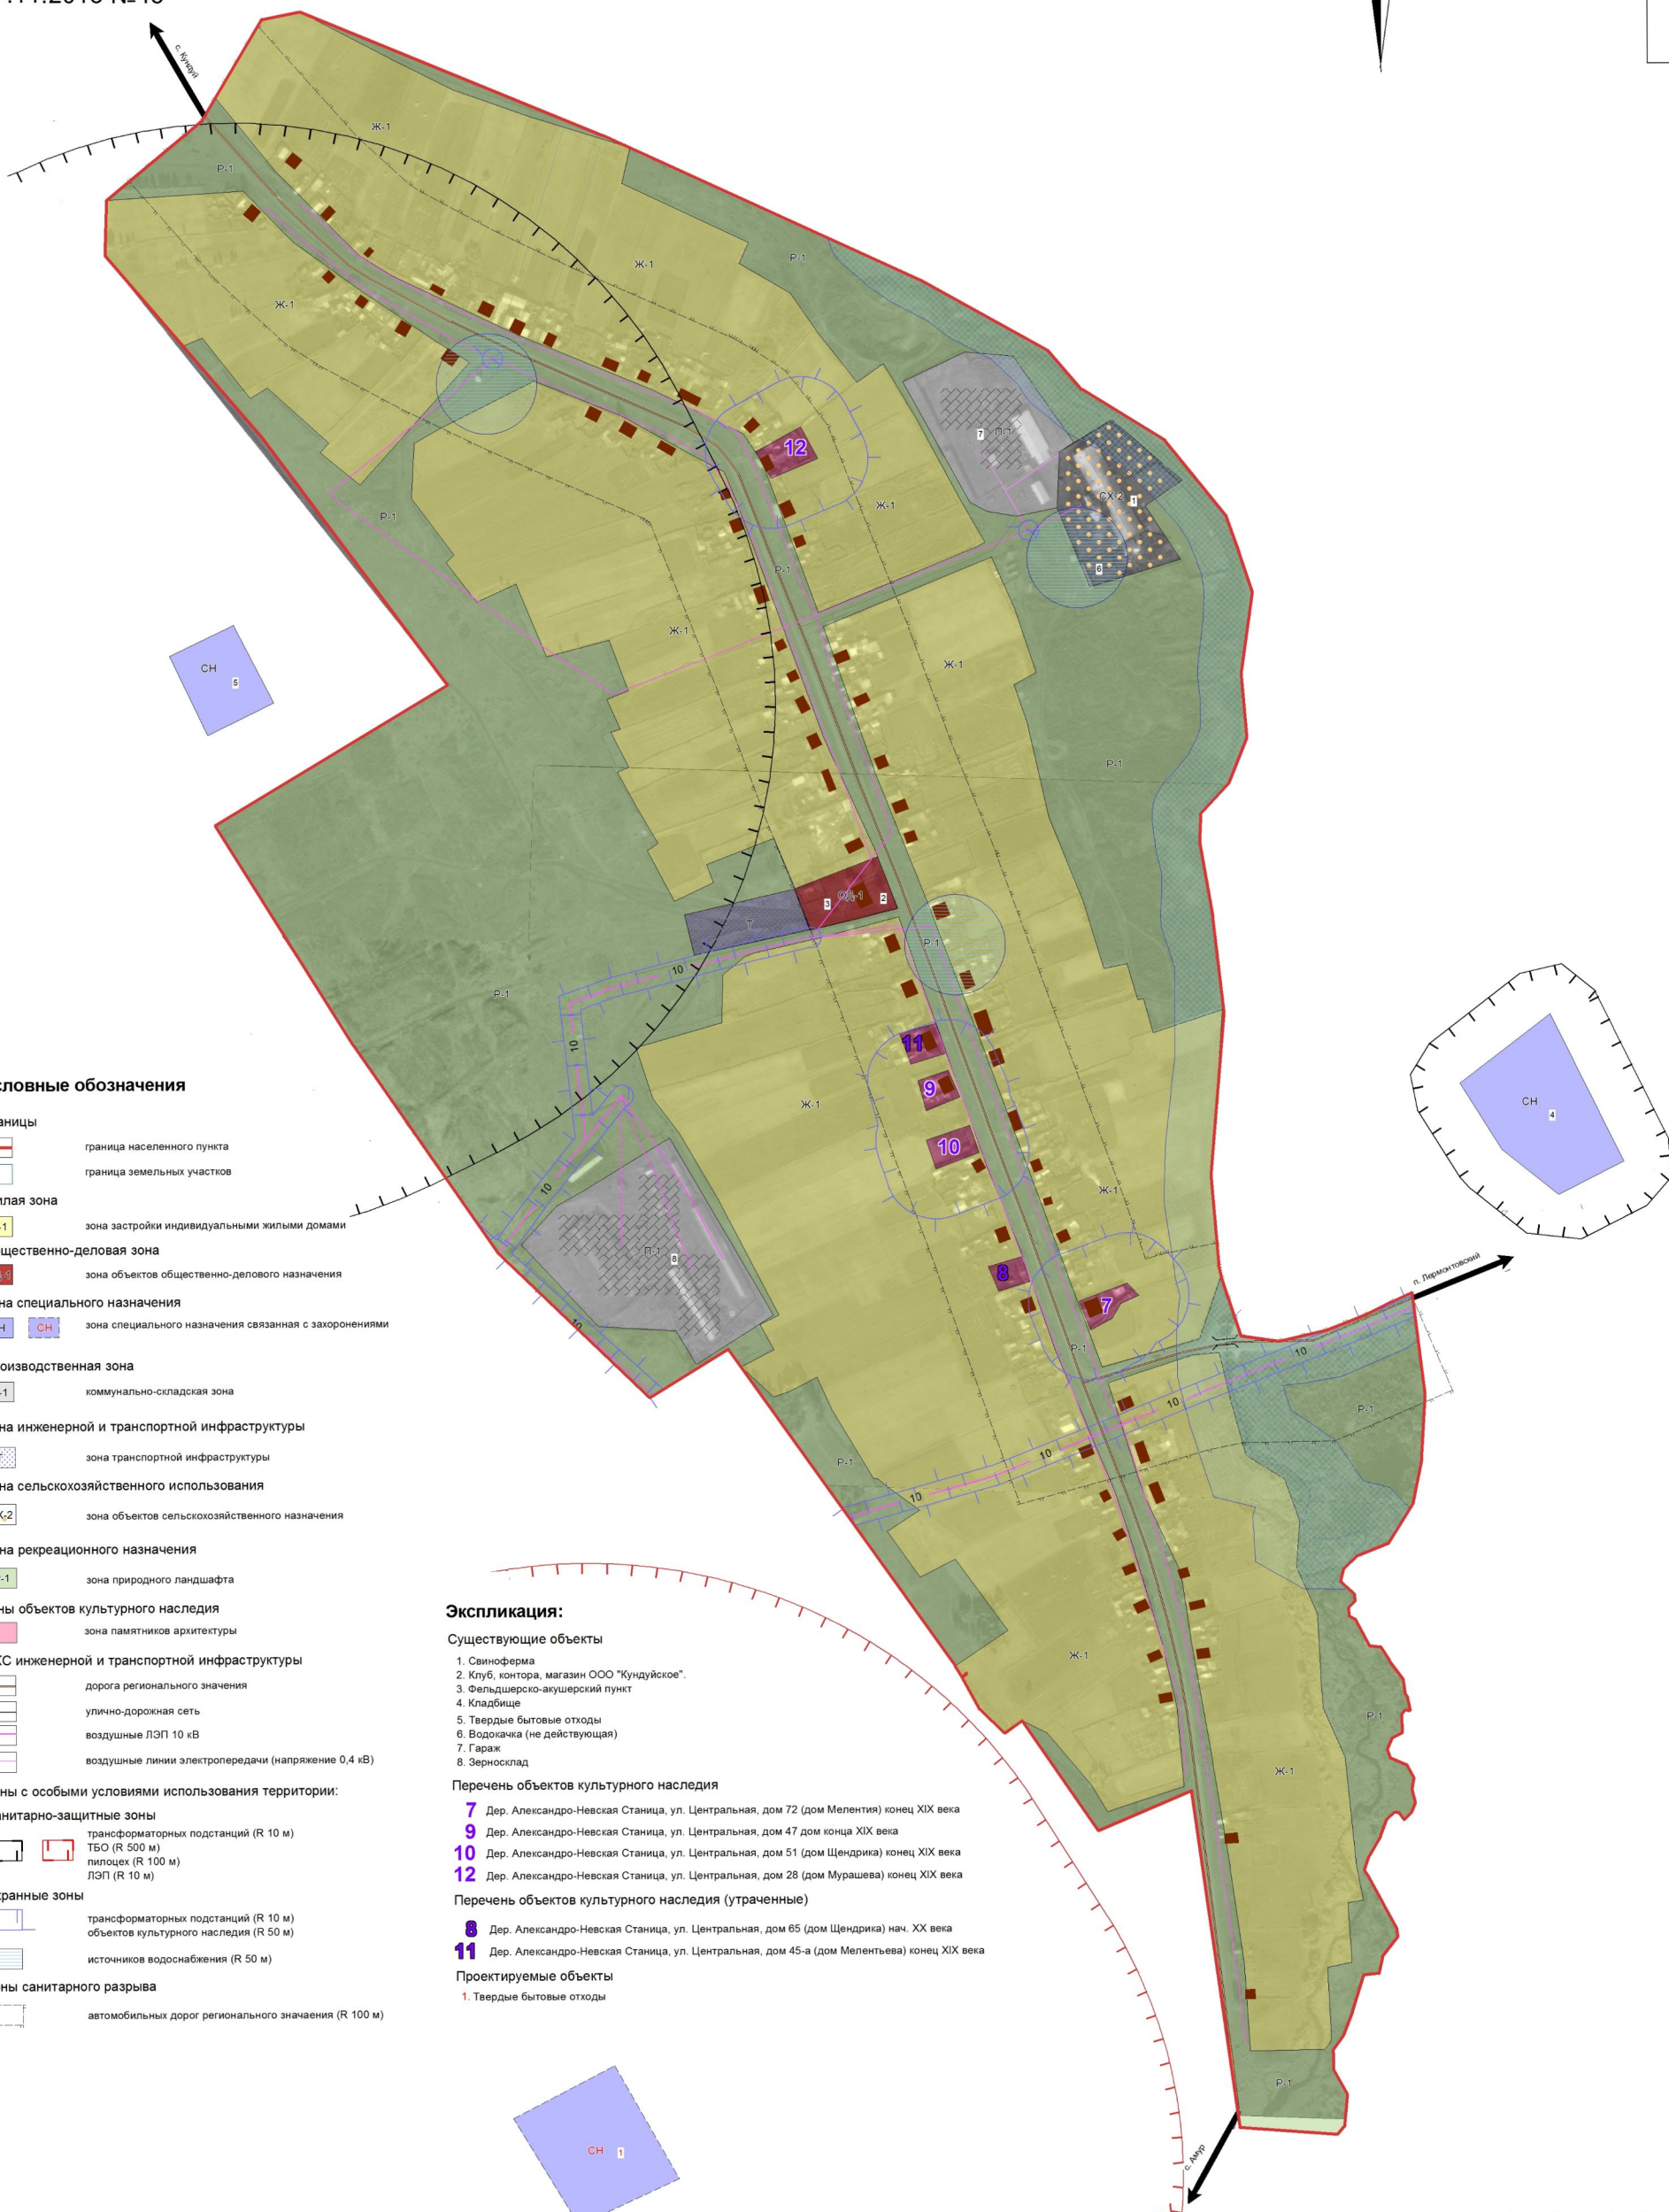 с. Кундуй
Ж-1
Р-1
Ж-1
Р-1
Ж-1
12
7
П-1
Ж-1
СХ-2
1
Р-1
Р-1
6
Ж-1
СН
5
Ж-1
Р-1
ОД-1
3
2
Т
Р-1
10
Р-1
10
11
9
Ж-1
10
СН
4
10
Ж-1
П-1
8
8
7
п. Лермонтовский
10
Р-1
10
10
Р-1
10
Р-1
10
Ж-1
Р-1
Ж-1
Р-1
с. Амур
СН
1
словные обозначения
аницы
граница населенного пункта
граница земельных участков
илая зона
-1
зона застройки индивидуальными жилыми домами
щественно-деловая зона
зона объектов общественно-делового назначения
на специального назначения
Н
СН
зона специального назначения связанная с захоронениями
оизводственная зона
-1
коммунально-складская зона
на инженерной и транспортной инфраструктуры
зона транспортной инфраструктуры
на сельскохозяйственного использования
Х-2
зона объектов сельскохозяйственного назначения
на рекреационного назначения
-1
зона природного ландшафта
ны объектов культурного наследия
зона памятников архитектуры
КС инженерной и транспортной инфраструктуры
дорога регионального значения
улично-дорожная сеть
воздушные ЛЭП 10 кВ
воздушные линии электропередачи (напряжение 0,4 кВ)
ны с особыми условиями использования территории:
анитарно-защитные зоны
трансформаторных подстанций (R 10 м)
ТБО (R 500 м)
пилоцех (R 100 м)
ЛЭП (R 10 м)
ранные зоны
трансформаторных подстанций (R 10 м)
объектов культурного наследия (R 50 м)
источников водоснабжения (R 50 м)
ны санитарного разрыва
автомобильных дорог регионального значаения (R 100 м)
Экспликация:
Существующие объекты
1. Свиноферма
2. Клуб, контора, магазин ООО "Кундуйское".
3. Фельдшерско-акушерский пункт
4. Кладбище
5. Твердые бытовые отходы
6. Водокачка (не действующая)
7. Гараж
8. Зерносклад
Перечень объектов культурного наследия
7 Дер. Александро-Невская Станица, ул. Центральная, дом 72 (дом Мелентия) конец XIX века
9 Дер. Александро-Невская Станица, ул. Центральная, дом 47 дом конца XIX века
10 Дер. Александро-Невская Станица, ул. Центральная, дом 51 (дом Щендрика) конец XIX века
12 Дер. Александро-Невская Станица, ул. Центральная, дом 28 (дом Мурашева) конец XIX века
Перечень объектов культурного наследия (утраченные)
8 Дер. Александро-Невская Станица, ул. Центральная, дом 65 (дом Щендрика) нач. XX века
11 Дер. Александро-Невская Станица, ул. Центральная, дом 45-а (дом Мелентьева) конец XIX века
Проектируемые объекты
1. Твердые бытовые отходы